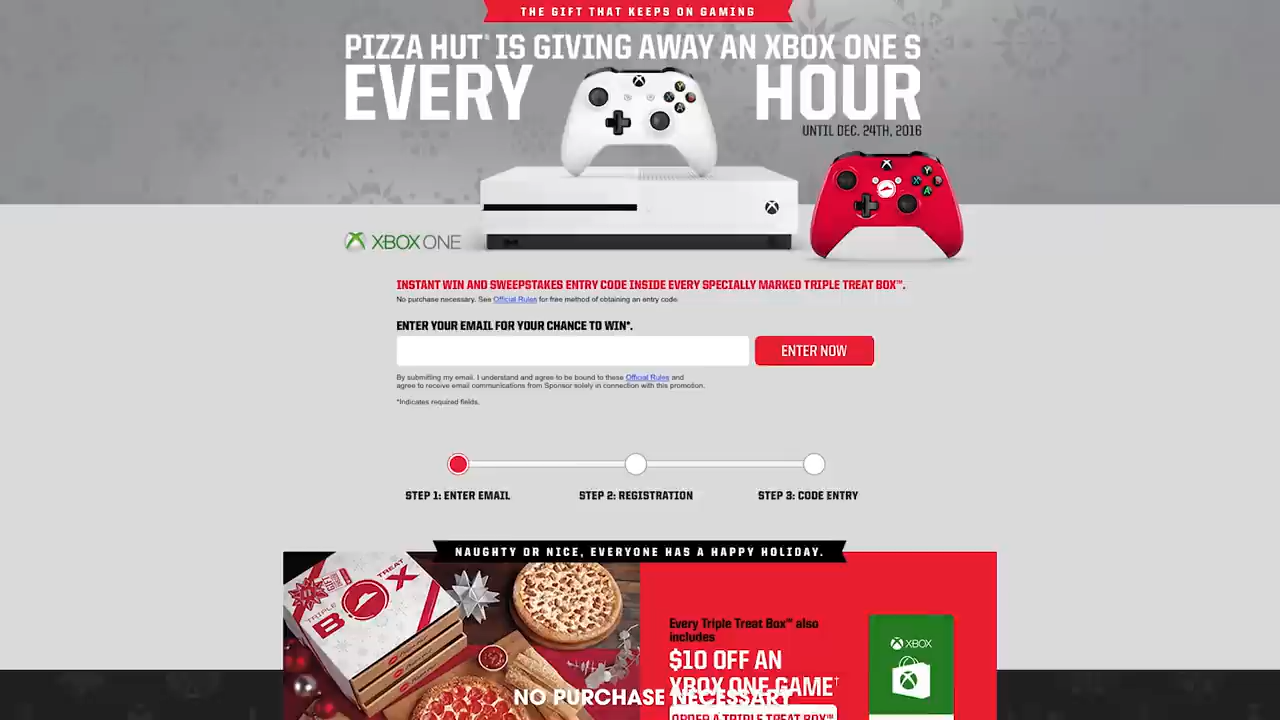 THE GIFT THAT KEEPS ON GAMING
PIZZA HUT® IS GIVING AWAY AN XBOX ONE S
EVERY HOUR
UNTIL DEC. 24TH, 2016
XBOX ONE
INSTANT WIN AND SWEEPSTAKES ENTRY CODE INSIDE EVERY SPECIALLY MARKED TRIPLE TREAT BOX℠.
No purchase necessary. See Official Rules for free method of obtaining an entry code.
ENTER YOUR EMAIL FOR YOUR CHANCE TO WIN*.
ENTER NOW
By submitting my email. I understand and agree to be bound to these Official Rules and
agree to receive email communications from Sponsor solely in connection with this promotion.
*Indicates required fields.
STEP 1: ENTER EMAIL
STEP 2: REGISTRATION
STEP 3: CODE ENTRY
NAUGHTY OR NICE, EVERYONE HAS A HAPPY HOLIDAY.
TRIPLE TREAT
BOX
Every Triple Treat Box℠ also
includes
$10 OFF AN
XBOX ONE GAME†
XBOX
NO PURCHASE NECESSARY
ORDER A TRIPLE TREAT BOX℠